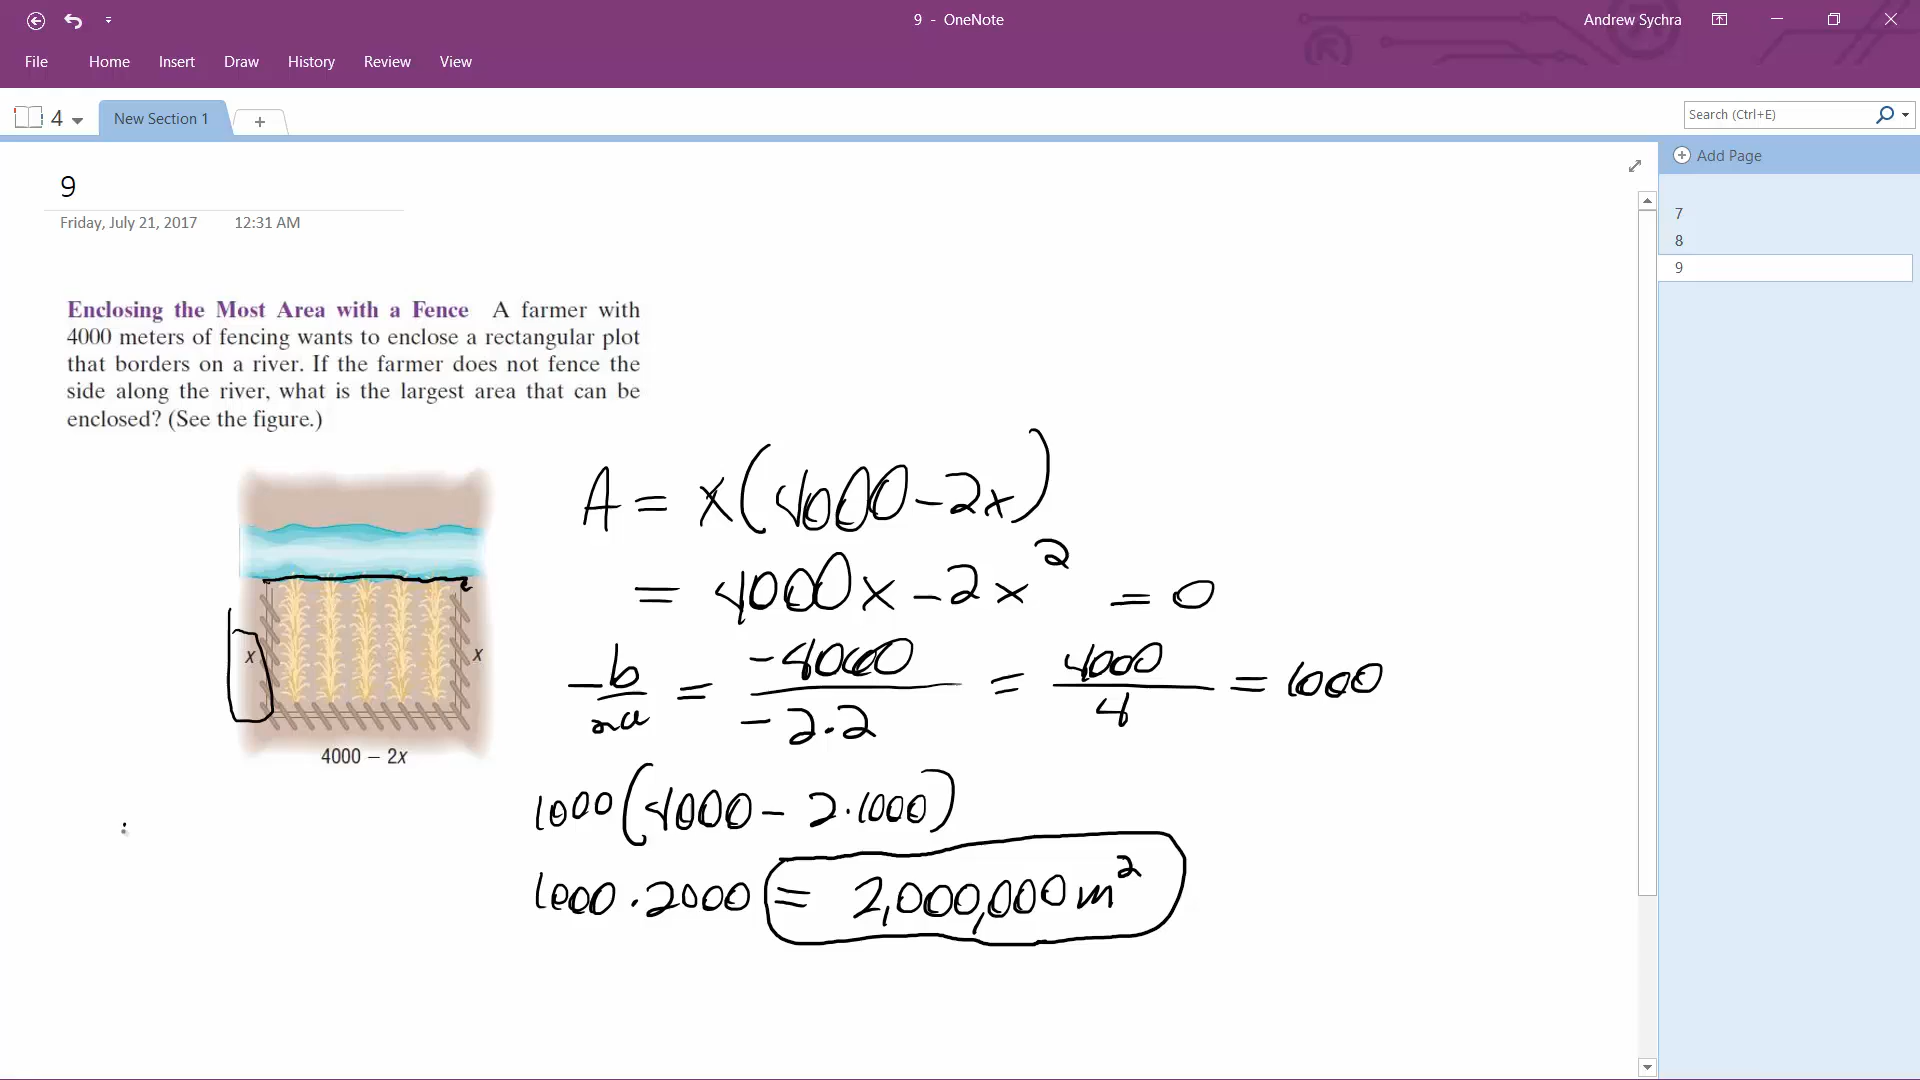 9 - OneNote
Andrew Sychra
File Home Insert Draw History Review View
4
New Section 1
+
Search (Ctrl+E)
Add Page
7
8
9
9
Friday, July 21, 2017 12:31 AM
Enclosing the Most Area with a Fence A farmer with
4000 meters of fencing wants to enclose a rectangular plot
that borders on a river. If the farmer does not fence the
side along the river, what is the largest area that can be
enclosed? (See the figure.)
x
x
4000 – 2x
A = x(4000-2x)
= 4000x-2x² = 0
-b/2a = -4000/-2·2 = 4000/4 = 1000
1000(4000-2·1000)
1000·2000 = 2,000,000 m²